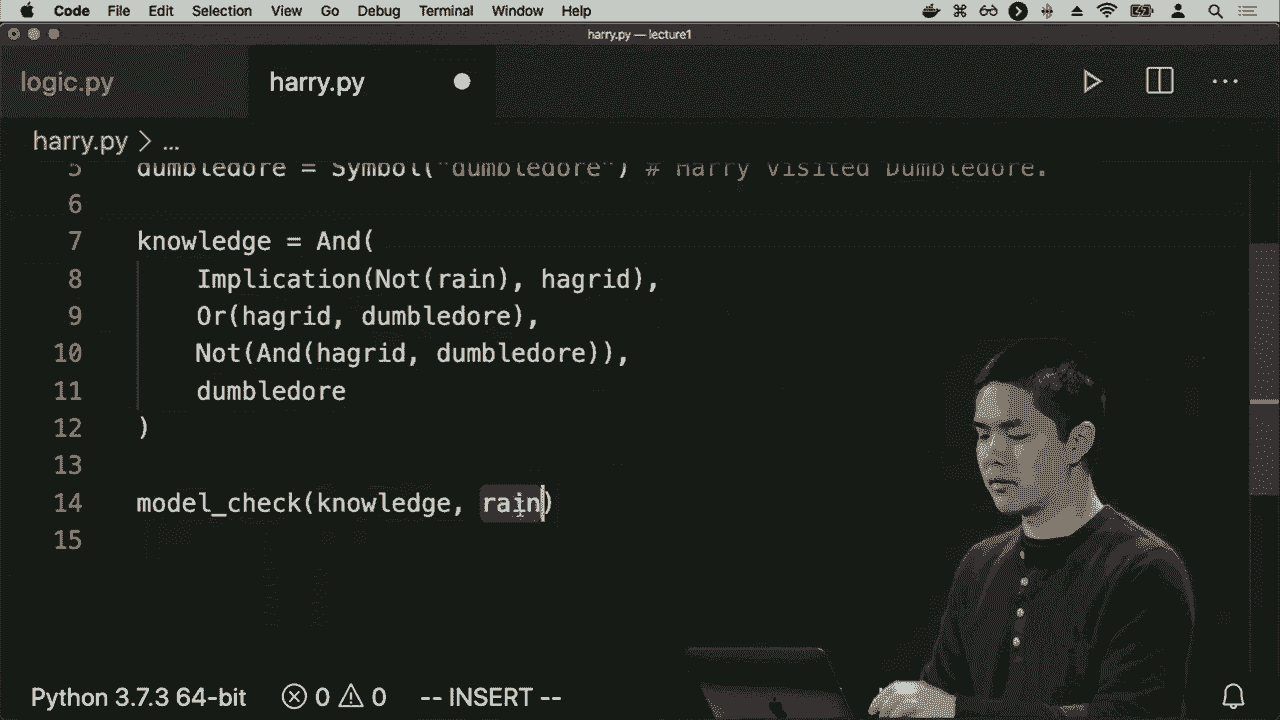 Code File Edit Selection View Go Debug Terminal Window Help
harry.py — lecture1
logic.py harry.py
harry.py > ...
5 dumbledore = Symbol("dumbledore") # Harry visited Dumbledore.
6
7 knowledge = And(
8 Implication(Not(rain), hagrid),
9 Or(hagrid, dumbledore),
10 Not(And(hagrid, dumbledore)),
11 dumbledore
12 )
13
14 model_check(knowledge, rain)
15
Python 3.7.3 64-bit 0 0 -- INSERT --